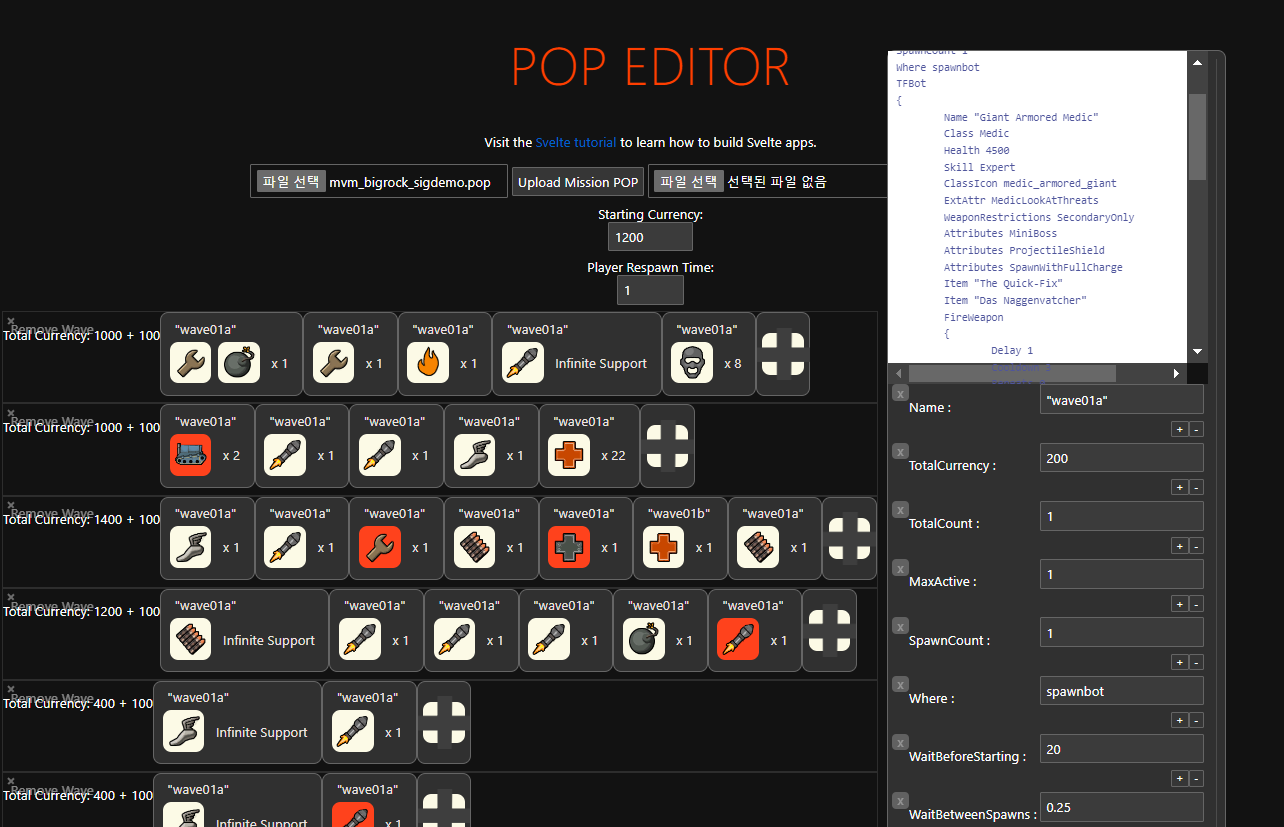 POP EDITOR
Visit the Svelte tutorial to learn how to build Svelte apps.
파일 선택 mvm_bigrock_sigdemo.pop Upload Mission POP 파일 선택 선택된 파일 없음
Starting Currency:
1200
Player Respawn Time:
1
× Remove Wave
Total Currency: 1000 + 100
"wave01a" x 1
"wave01a" x 1
"wave01a" x 1
"wave01a" Infinite Support
"wave01a" x 8
× Remove Wave
Total Currency: 1000 + 100
"wave01a" x 2
"wave01a" x 1
"wave01a" x 1
"wave01a" x 1
"wave01a" x 22
× Remove Wave
Total Currency: 1400 + 100
"wave01a" x 1
"wave01a" x 1
"wave01a" x 1
"wave01a" x 1
"wave01a" x 1
"wave01b" x 1
"wave01a" x 1
× Remove Wave
Total Currency: 1200 + 100
"wave01a" Infinite Support
"wave01a" x 1
"wave01a" x 1
"wave01a" x 1
"wave01a" x 1
"wave01a" x 1
× Remove Wave
Total Currency: 400 + 100
"wave01a" Infinite Support
"wave01a" x 1
× Remove Wave
Total Currency: 400 + 100
"wave01a" Infinite Support
"wave01a" x 1
SpawnCount 1
Where spawnbot
TFBot
{
Name "Giant Armored Medic"
Class Medic
Health 4500
Skill Expert
ClassIcon medic_armored_giant
ExtAttr MedicLookAtThreats
WeaponRestrictions SecondaryOnly
Attributes MiniBoss
Attributes ProjectileShield
Attributes SpawnWithFullCharge
Item "The Quick-Fix"
Item "Das Naggenvatcher"
FireWeapon
{
Delay 1
x Name : "wave01a"
+ -
x TotalCurrency : 200
+ -
x TotalCount : 1
+ -
x MaxActive : 1
+ -
x SpawnCount : 1
+ -
x Where : spawnbot
+ -
x WaitBeforeStarting : 20
+ -
x WaitBetweenSpawns : 0.25